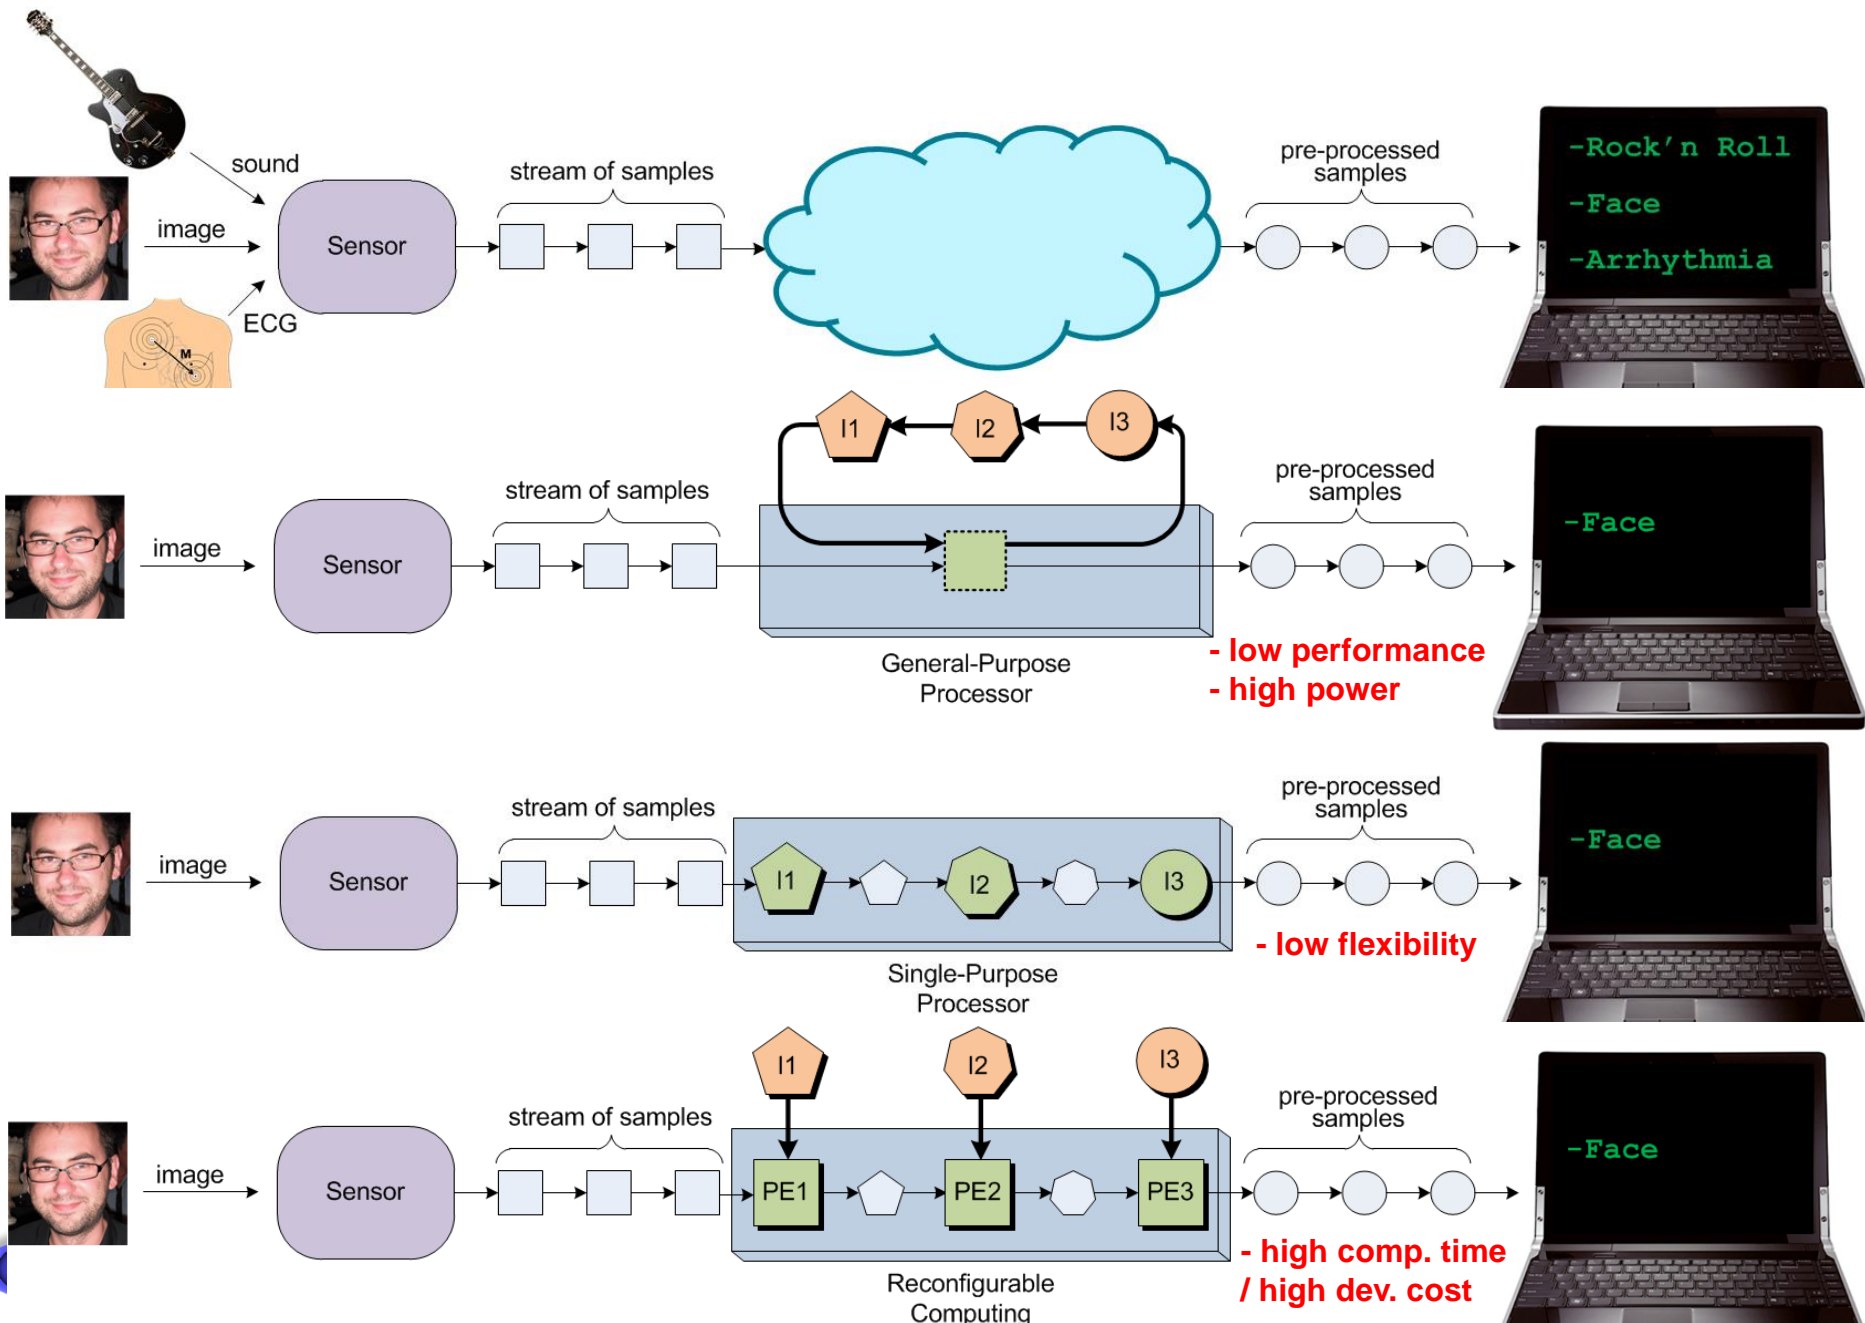 sound
image
ECG
M
Sensor
stream of samples
pre-processed
samples
-Rock'n Roll
-Face
-Arrhythmia
I1
I2
I3
image
Sensor
stream of samples
pre-processed
samples
-Face
General-Purpose
Processor
- low performance
- high power
image
Sensor
stream of samples
I1
I2
I3
pre-processed
samples
-Face
Single-Purpose
Processor
- low flexibility
I1
I2
I3
image
Sensor
stream of samples
PE1
PE2
PE3
pre-processed
samples
-Face
Reconfigurable
Computing
- high comp. time
/ high dev. cost